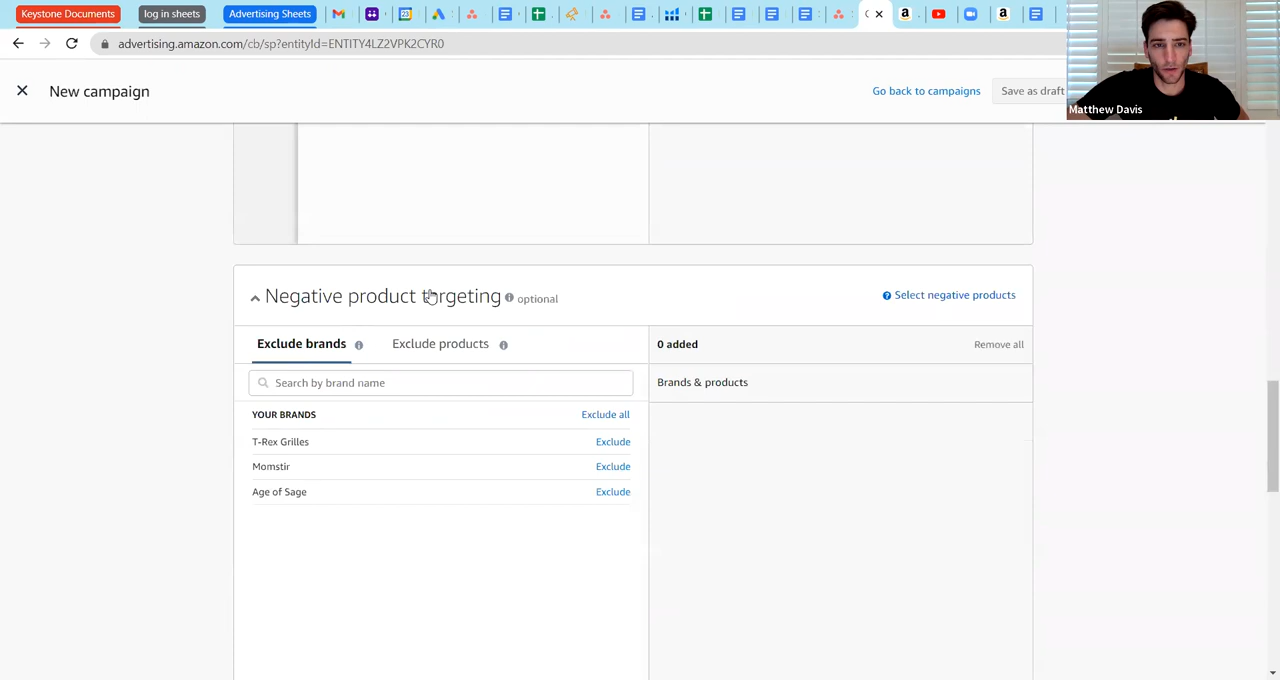 Keystone Documents
log in sheets
Advertising Sheets
advertising.amazon.com/cb/sp?entityId=ENTITY4LZ2VPK2CYR0
New campaign
Go back to campaigns
Save as draft
Matthew Davis
Negative product targeting
optional
Select negative products
Exclude brands
Exclude products
0 added
Remove all
Search by brand name
Brands & products
YOUR BRANDS
Exclude all
T-Rex Grilles
Exclude
Momstir
Exclude
Age of Sage
Exclude